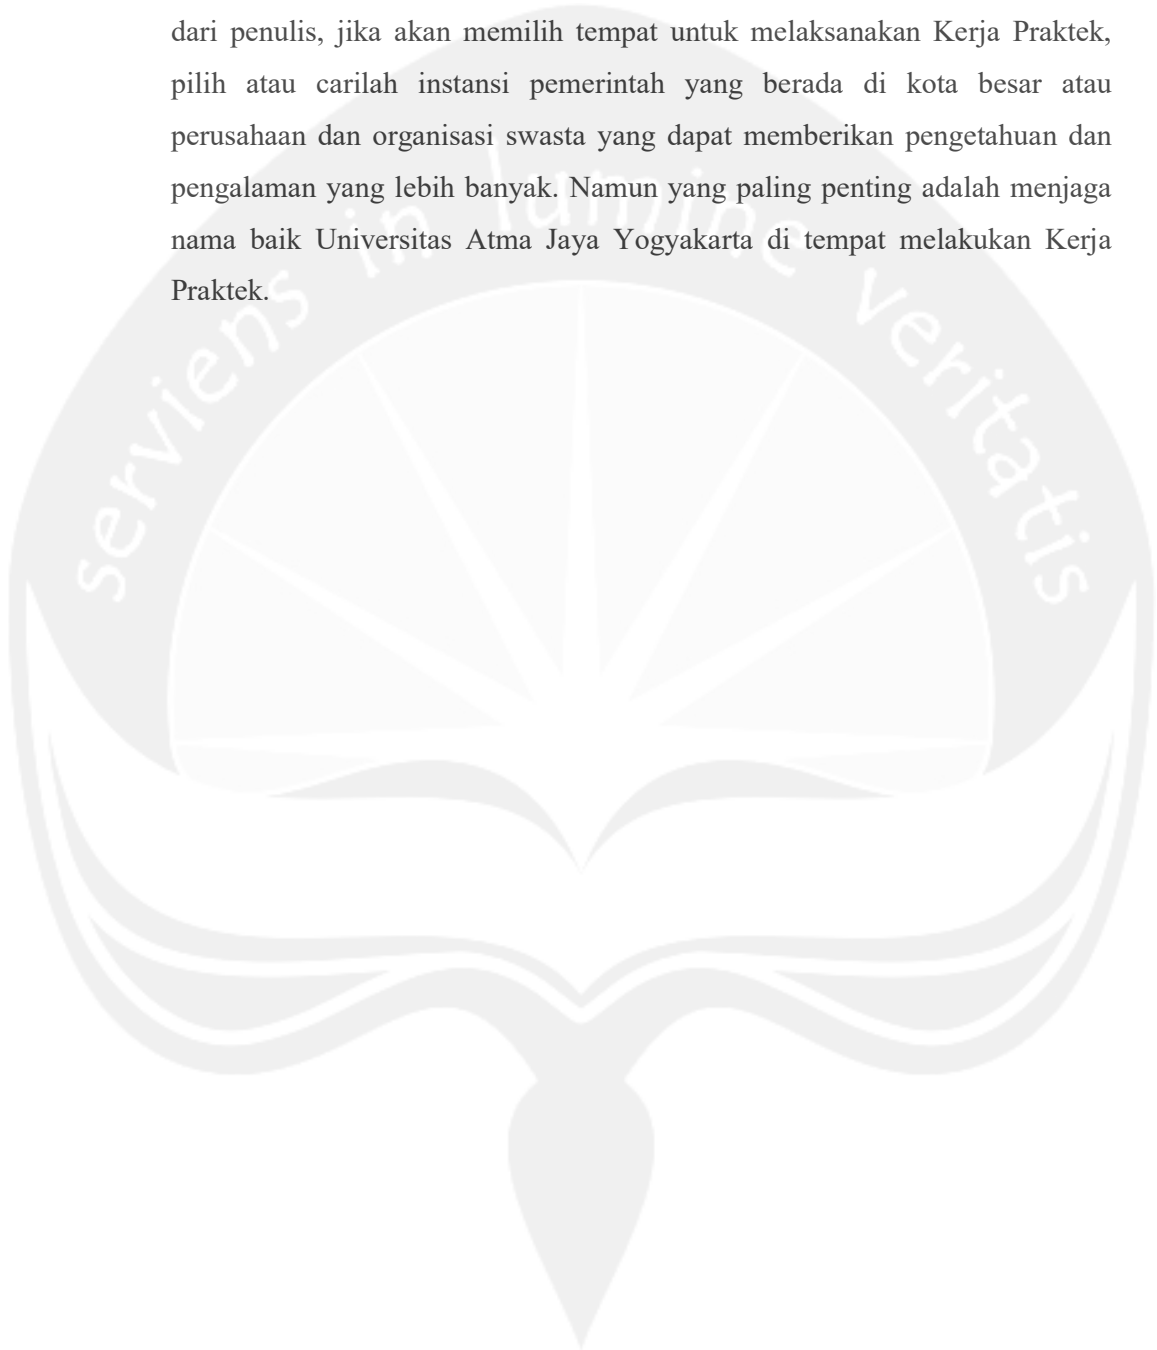 dari penulis, jika akan memilih tempat untuk melaksanakan Kerja Praktek,
pilih atau carilah instansi pemerintah yang berada di kota besar atau
perusahaan dan organisasi swasta yang dapat memberikan pengetahuan dan
pengalaman yang lebih banyak. Namun yang paling penting adalah menjaga
nama baik Universitas Atma Jaya Yogyakarta di tempat melakukan Kerja
Praktek.
serviens in lumine veritatis